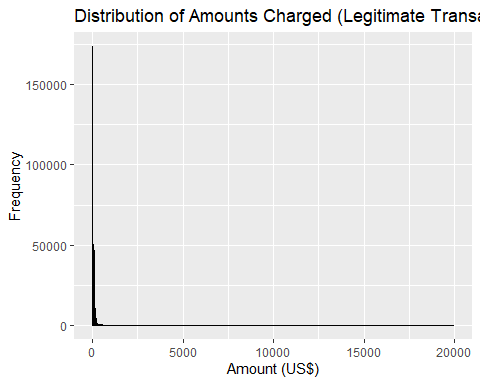 Distribution of Amounts Charged (Legitimate Transa
150000
100000
50000
0
Frequency
0 5000 10000 15000 20000
Amount (US$)